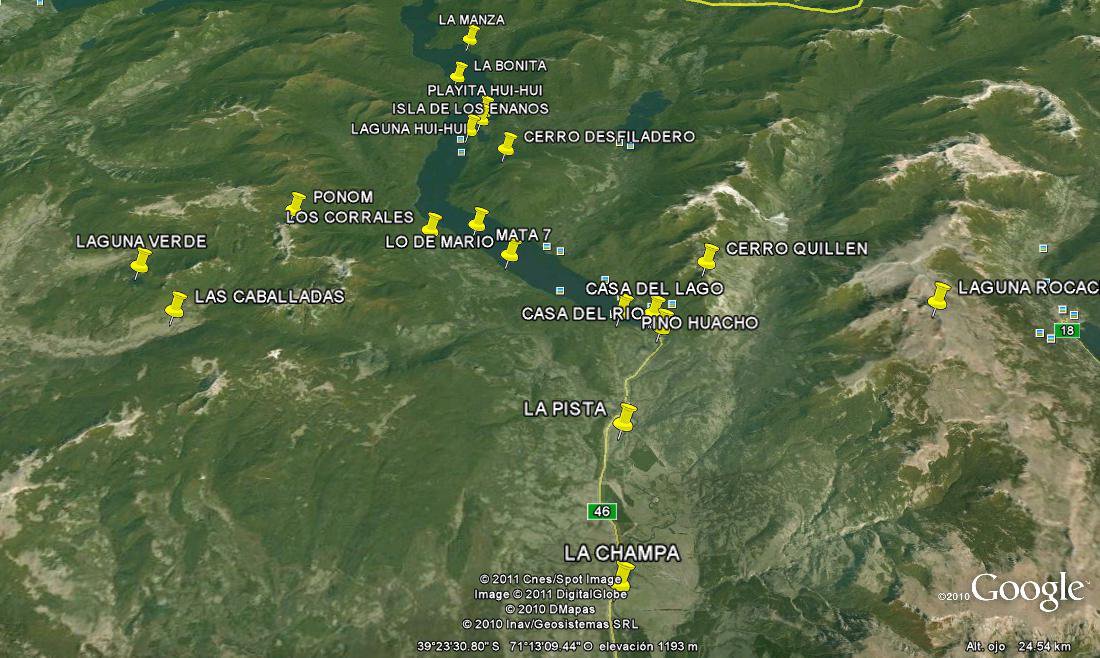 LA MANZA
LA BONITA
PLAYITA HUI-HUI
ISLA DE LOS ENANOS
LAGUNA HUI-HUI
CERRO DESFILADERO
PONOM
LOS CORRALES
LAGUNA VERDE
LO DE MARIO
MATA 7
CERRO QUILLEN
LAS CABALLADAS
CASA DEL LAGO
LAGUNA ROCAC
CASA DEL RIO
PINO HUACHO
18
LA PISTA
46
LA CHAMPA
© 2011 Cnes/Spot Image
Image © 2011 DigitalGlobe
© 2010 DMapas
© 2010 Inav/Geosistemas SRL
©2010 Google
39°23'30.80" S 71°13'09.44" O elevación 1193 m
Alt. ojo 24.54 km